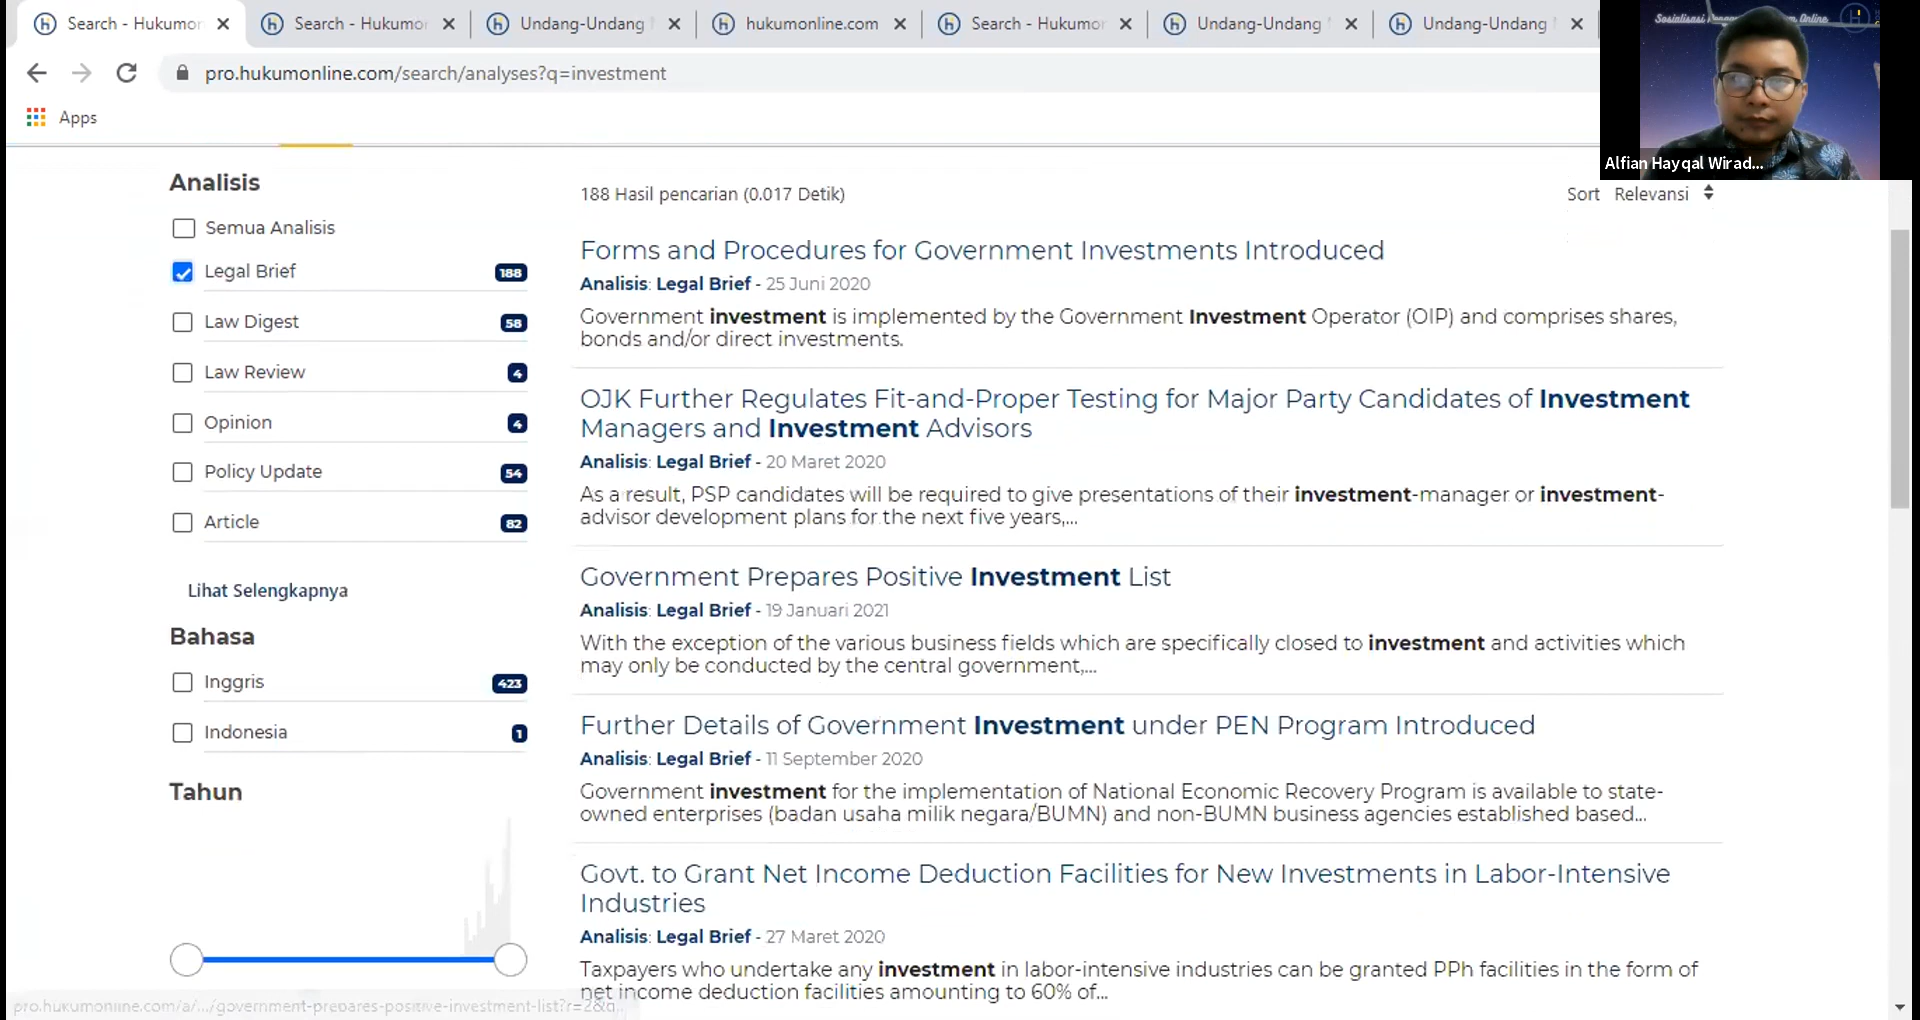 Search - Hukumor
Search - Hukumo
Undang-Undang
hukumonline.com
Search - Hukumor
Undang-Undang
Undang-Undang
pro.hukumonline.com/search/analyses?q=investment
Apps
Sosialisasi
Online
Alfian Hayqal Wirad...
Analisis
Semua Analisis
Legal Brief 188
Law Digest 58
Law Review 4
Opinion 4
Policy Update 54
Article 82
Lihat Selengkapnya
Bahasa
Inggris 423
Indonesia 1
Tahun
188 Hasil pencarian (0.017 Detik)
Sort Relevansi
Forms and Procedures for Government Investments Introduced
Analisis: Legal Brief - 25 Juni 2020
Government investment is implemented by the Government Investment Operator (OIP) and comprises shares,
bonds and/or direct investments.
OJK Further Regulates Fit-and-Proper Testing for Major Party Candidates of Investment
Managers and Investment Advisors
Analisis: Legal Brief - 20 Maret 2020
As a result, PSP candidates will be required to give presentations of their investment-manager or investment-
advisor development plans for the next five years,...
Government Prepares Positive Investment List
Analisis: Legal Brief - 19 Januari 2021
With the exception of the various business fields which are specifically closed to investment and activities which
may only be conducted by the central government,...
Further Details of Government Investment under PEN Program Introduced
Analisis: Legal Brief - 11 September 2020
Government investment for the implementation of National Economic Recovery Program is available to state-
owned enterprises (badan usaha milik negara/BUMN) and non-BUMN business agencies established based...
Govt. to Grant Net Income Deduction Facilities for New Investments in Labor-Intensive
Industries
Analisis: Legal Brief - 27 Maret 2020
Taxpayers who undertake any investment in labor-intensive industries can be granted PPh facilities in the form of
net income deduction facilities amounting to 60% of...
pro.hukumonline.com/a/.../government-prepares-positive-investment-list?r=2&q...